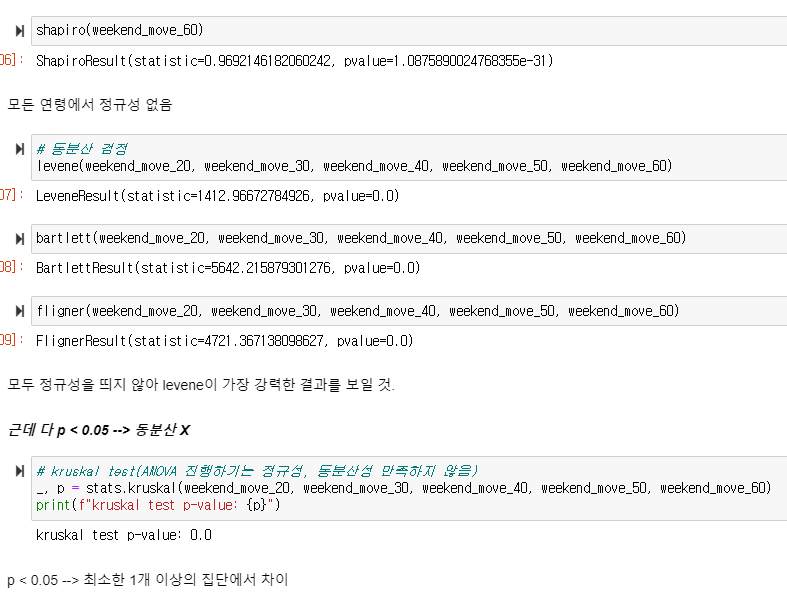 shapiro(weekend_move_60)
06]: ShapiroResult(statistic=0.9692146182060242, pvalue=1.0875890024768355e-31)
모든 연령에서 정규성 없음
# 등분산 검정
levene(weekend_move_20, weekend_move_30, weekend_move_40, weekend_move_50, weekend_move_60)
07]: LeveneResult(statistic=1412.96672784926, pvalue=0.0)
bartlett(weekend_move_20, weekend_move_30, weekend_move_40, weekend_move_50, weekend_move_60)
08]: BartlettResult(statistic=5642.215879301276, pvalue=0.0)
fligner(weekend_move_20, weekend_move_30, weekend_move_40, weekend_move_50, weekend_move_60)
09]: FlignerResult(statistic=4721.367138098627, pvalue=0.0)
모두 정규성을 띄지 않아 levene이 가장 강력한 결과를 보일 것.
근데 다 p < 0.05 --> 등분산 X
# kruskal test(ANOVA 진행하기는 정규성, 등분산성 만족하지 않음)
_, p = stats.kruskal(weekend_move_20, weekend_move_30, weekend_move_40, weekend_move_50, weekend_move_60)
print(f"kruskal test p-value: {p}")
kruskal test p-value: 0.0
p < 0.05 --> 최소한 1개 이상의 집단에서 차이